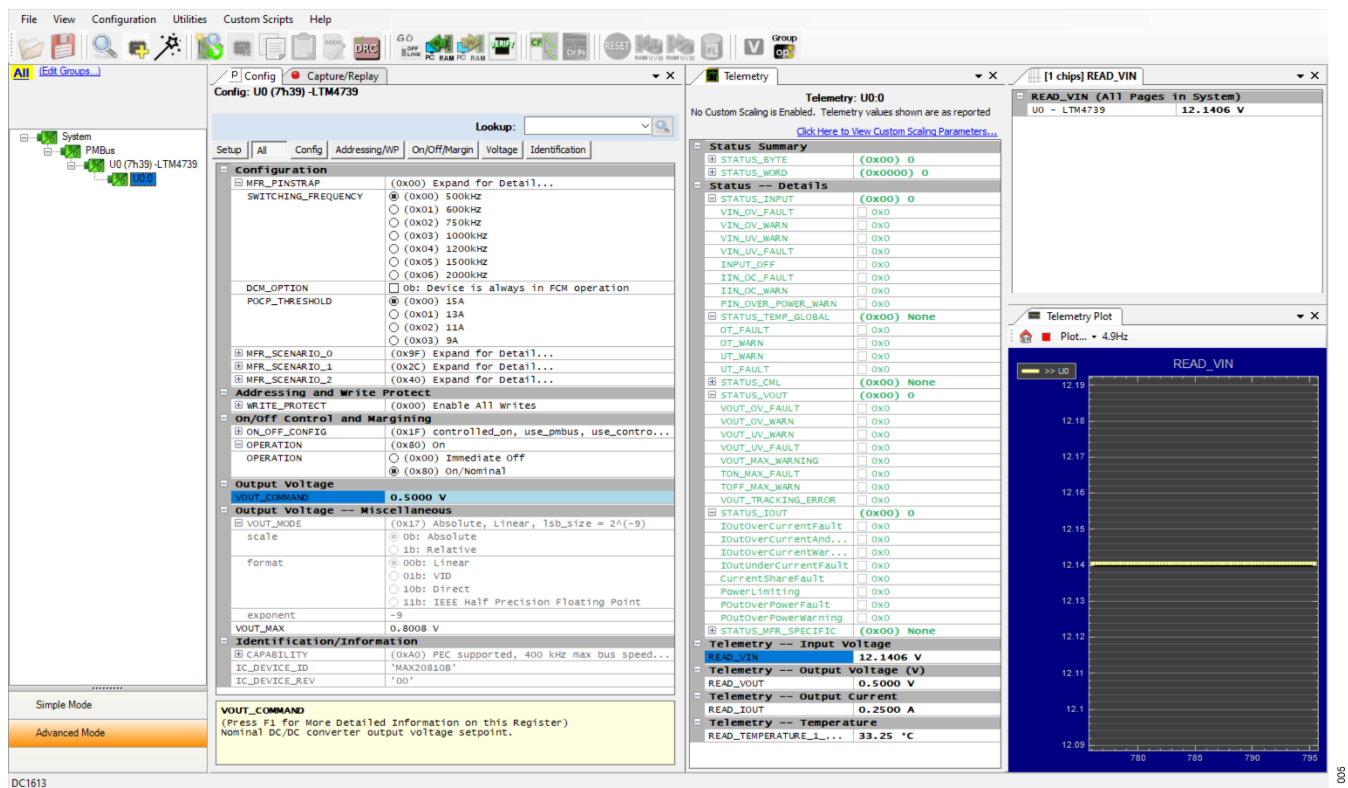 File View Configuration Utilities Custom Scripts Help
All (Edit Groups...)
System
PMBus
U0 (7h39) -LTM4739
U0:0
Simple Mode
Advanced Mode
DC1613
Config Capture/Replay
Config: U0 (7h39) -LTM4739
Lookup:
Setup All Config Addressing/WP On/Off/Margin Voltage Identification
Configuration
MFR_PINSTRAP (0x00) Expand for Detail...
SWITCHING_FREQUENCY (0x00) 500kHz
(0x01) 600kHz
(0x02) 750kHz
(0x03) 1000kHz
(0x04) 1200kHz
(0x05) 1500kHz
(0x06) 2000kHz
DCM_OPTION 0b: Device is always in FCM operation
POCP_THRESHOLD (0x00) 15A
(0x01) 13A
(0x02) 11A
(0x03) 9A
MFR_SCENARIO_0 (0x9F) Expand for Detail...
MFR_SCENARIO_1 (0x2C) Expand for Detail...
MFR_SCENARIO_2 (0x40) Expand for Detail...
Addressing and Write Protect
WRITE_PROTECT (0x00) Enable All Writes
On/Off Control and Margining
ON_OFF_CONFIG (0x1F) controlled_on, use_pmbus, use_contro...
OPERATION (0x80) On
OPERATION (0x00) Immediate Off
(0x80) On/Nominal
Output Voltage
VOUT_COMMAND 0.5000 V
Output Voltage -- Miscellaneous
VOUT_MODE (0x17) Absolute, Linear, lsb_size = 2^(-9)
scale 0b: Absolute
1b: Relative
format 00b: Linear
01b: VID
10b: Direct
11b: IEEE Half Precision Floating Point
exponent -9
VOUT_MAX 0.8008 V
Identification/Information
CAPABILITY (0xA0) PEC supported, 400 kHz max bus speed...
IC_DEVICE_ID 'MAX20810B'
IC_DEVICE_REV '00'
VOUT_COMMAND
(Press F1 for More Detailed Information on this Register)
Nominal DC/DC converter output voltage setpoint.
Telemetry
Telemetry: U0:0
No Custom Scaling is Enabled. Telemetry values shown are as reported
Click Here to View Custom Scaling Parameters...
Status Summary
STATUS_BYTE (0x00) 0
STATUS_WORD (0x0000) 0
Status -- Details
STATUS_INPUT (0x00) 0
VIN_OV_FAULT 0x0
VIN_OV_WARN 0x0
VIN_UV_WARN 0x0
VIN_UV_FAULT 0x0
INPUT_OFF 0x0
IIN_OC_FAULT 0x0
IIN_OC_WARN 0x0
PIN_OVER_POWER_WARN 0x0
STATUS_TEMP_GLOBAL (0x00) None
OT_FAULT 0x0
OT_WARN 0x0
UT_WARN 0x0
UT_FAULT 0x0
STATUS_CML (0x00) None
STATUS_VOUT (0x00) 0
VOUT_OV_FAULT 0x0
VOUT_OV_WARN 0x0
VOUT_UV_WARN 0x0
VOUT_UV_FAULT 0x0
VOUT_MAX_WARNING 0x0
TON_MAX_FAULT 0x0
TOFF_MAX_WARN 0x0
VOUT_TRACKING_ERROR 0x0
STATUS_IOUT (0x00) 0
IOutOverCurrentFault 0x0
IOutOverCurrentAnd... 0x0
IOutOverCurrentWar... 0x0
IOutUnderCurrentFault 0x0
CurrentShareFault 0x0
PowerLimiting 0x0
POutOverPowerFault 0x0
POutOverPowerWarning 0x0
STATUS_MFR_SPECIFIC (0x00) None
Telemetry -- Input Voltage
READ_VIN 12.1406 V
Telemetry -- Output Voltage (V)
READ_VOUT 0.5000 V
Telemetry -- Output Current
READ_IOUT 0.2500 A
Telemetry -- Temperature
READ_TEMPERATURE_1_... 33.25 °C
[1 chips] READ_VIN
READ_VIN (All Pages in System)
U0 - LTM4739 12.1406 V
Telemetry Plot
Plot... 4.9Hz
READ_VIN
>> U0
12.19
12.18
12.17
12.16
12.15
12.14
12.13
12.12
12.11
12.1
12.09
780 785 790 795
005